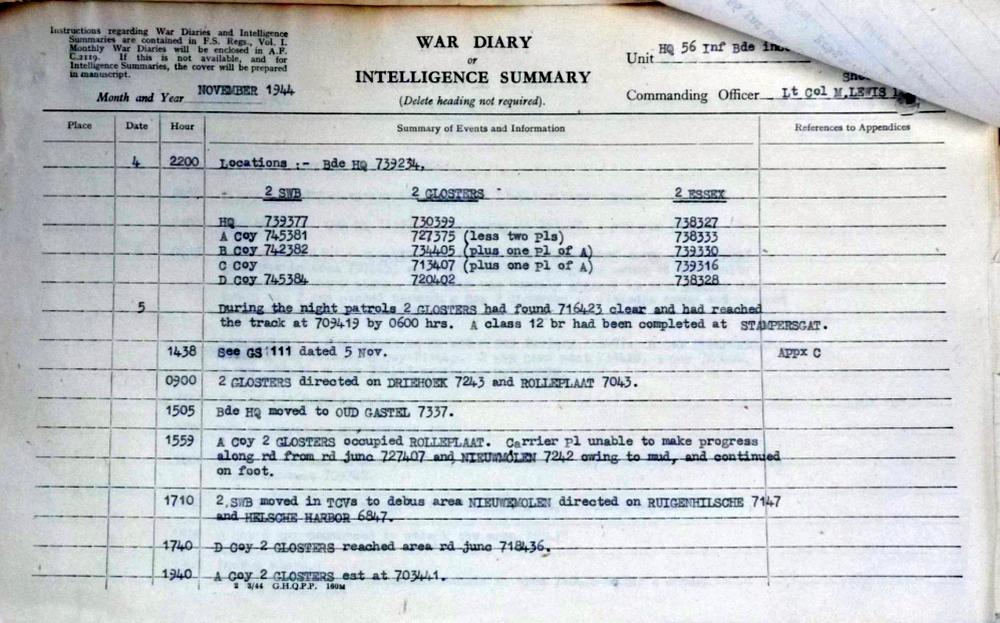 Instructions regarding War Diaries and Intelligence
Summaries are contained in F.S. Regs., Vol. I.
Monthly War Diaries will be enclosed in A.F.
C.2119. If this is not available, and for
Intelligence Summaries, the cover will be prepared
in manuscript.
Month and Year NOVEMBER 1944
WAR DIARY
or
INTELLIGENCE SUMMARY
(Delete heading not required).
Unit HQ 56 Inf Bde
Commanding Officer Lt Col M.LEWIS
Place Date Hour Summary of Events and Information References to Appendices
4 2200 Locations :- Bde HQ 739234,
2 SWB 2 GLOSTERS 2 ESSEX
HQ 739377 730399 738327
A Coy 745381 727375 (less two pls) 738333
B Coy 742382 734405 (plus one pl of A) 739330
C Coy 713407 (plus one pl of A) 739316
D Coy 745384 720402 738328
5 During the night patrols 2 GLOSTERS had found 716423 clear and had reached
the track at 709419 by 0600 hrs. A class 12 br had been completed at STAMPERSGAT.
1438 See GS 111 dated 5 Nov. Appx C
0900 2 GLOSTERS directed on DRIEHOEK 7243 and ROLLEPLAAT 7043.
1505 Bde HQ moved to OUD GASTEL 7337.
1559 A Coy 2 GLOSTERS occupied ROLLEPLAAT. Carrier Pl unable to make progress
along rd from rd junc 727407 and NIEUWMOLEN 7242 owing to mud, and continued
on foot.
1710 2 SWB moved in TCVs to debus area NIEUWEMOLEN directed on RUIGENHILSCHE 7147
and HELSCHE HARBOR 6847.
1740 D Coy 2 GLOSTERS reached area rd junc 718436.
1940 A Coy 2 GLOSTERS est at 703441.
2 3/44 G.H.Q.P.P. 160M